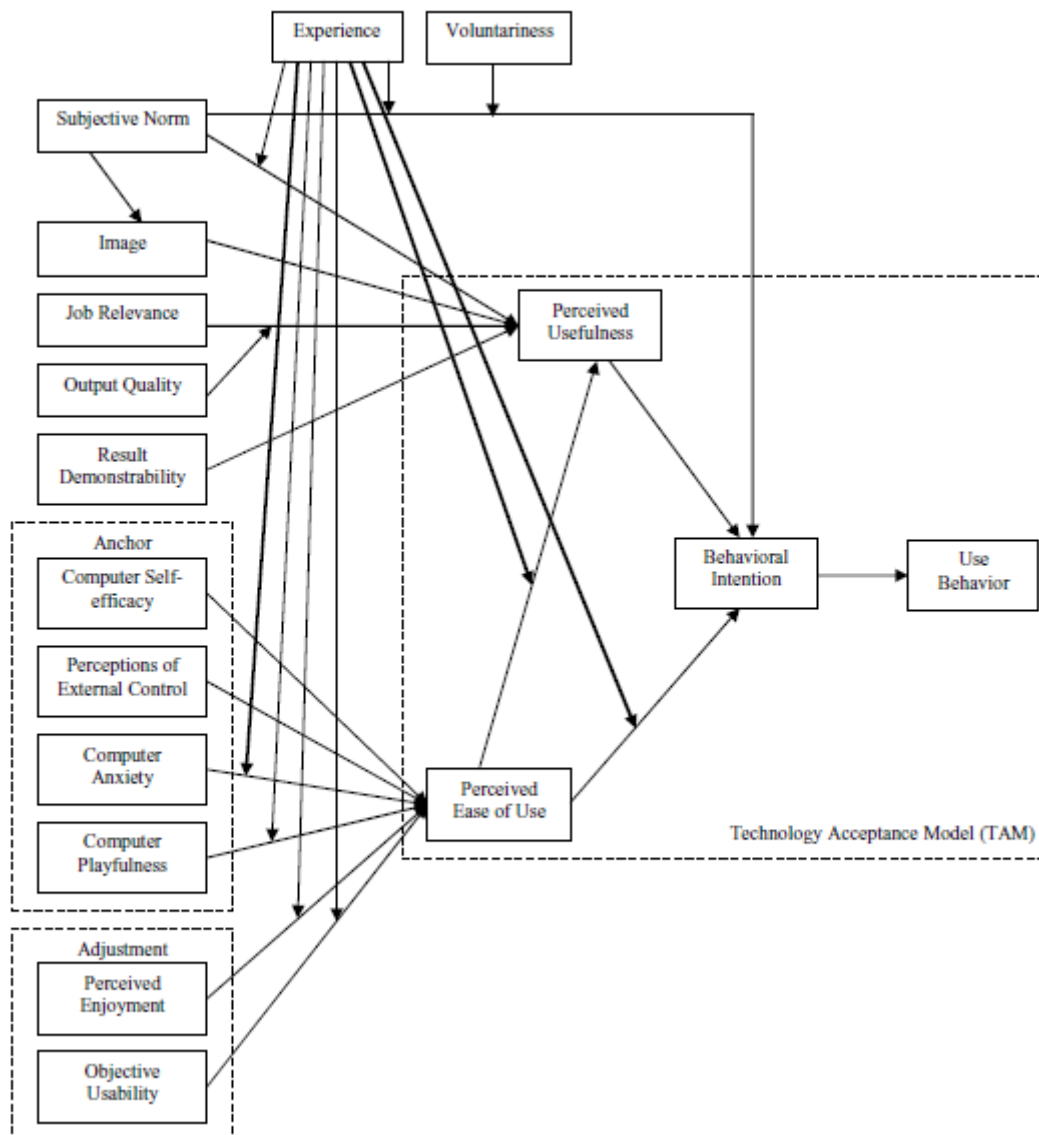 Experience
Voluntariness
Subjective Norm
Image
Job Relevance
Output Quality
Result
Demonstrability
Perceived
Usefulness
Anchor
Computer Self-
efficacy
Perceptions of
External Control
Computer
Anxiety
Computer
Playfulness
Behavioral
Intention
Use
Behavior
Perceived
Ease of Use
Technology Acceptance Model (TAM)
Adjustment
Perceived
Enjoyment
Objective
Usability